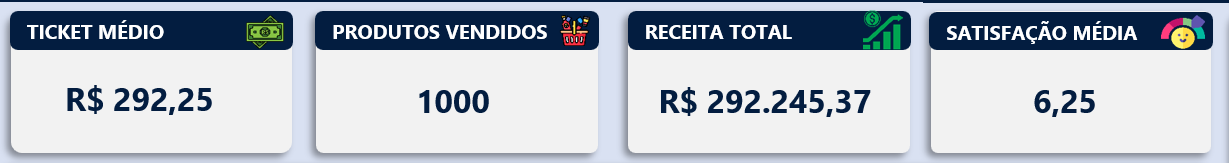 TICKET MÉDIO
R$ 292,25
PRODUTOS VENDIDOS
1000
RECEITA TOTAL
R$ 292.245,37
SATISFAÇÃO MÉDIA
6,25